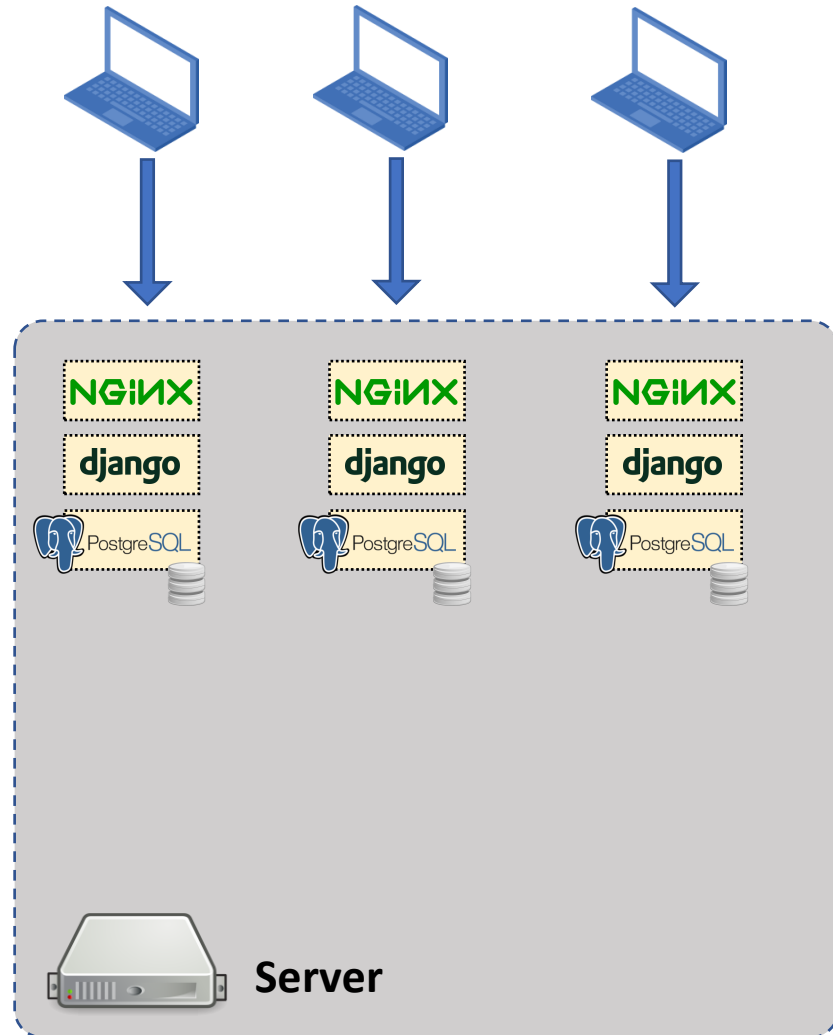 NGiNX
NGiNX
NGiNX
django
django
django
PostgreSQL
PostgreSQL
PostgreSQL
Server